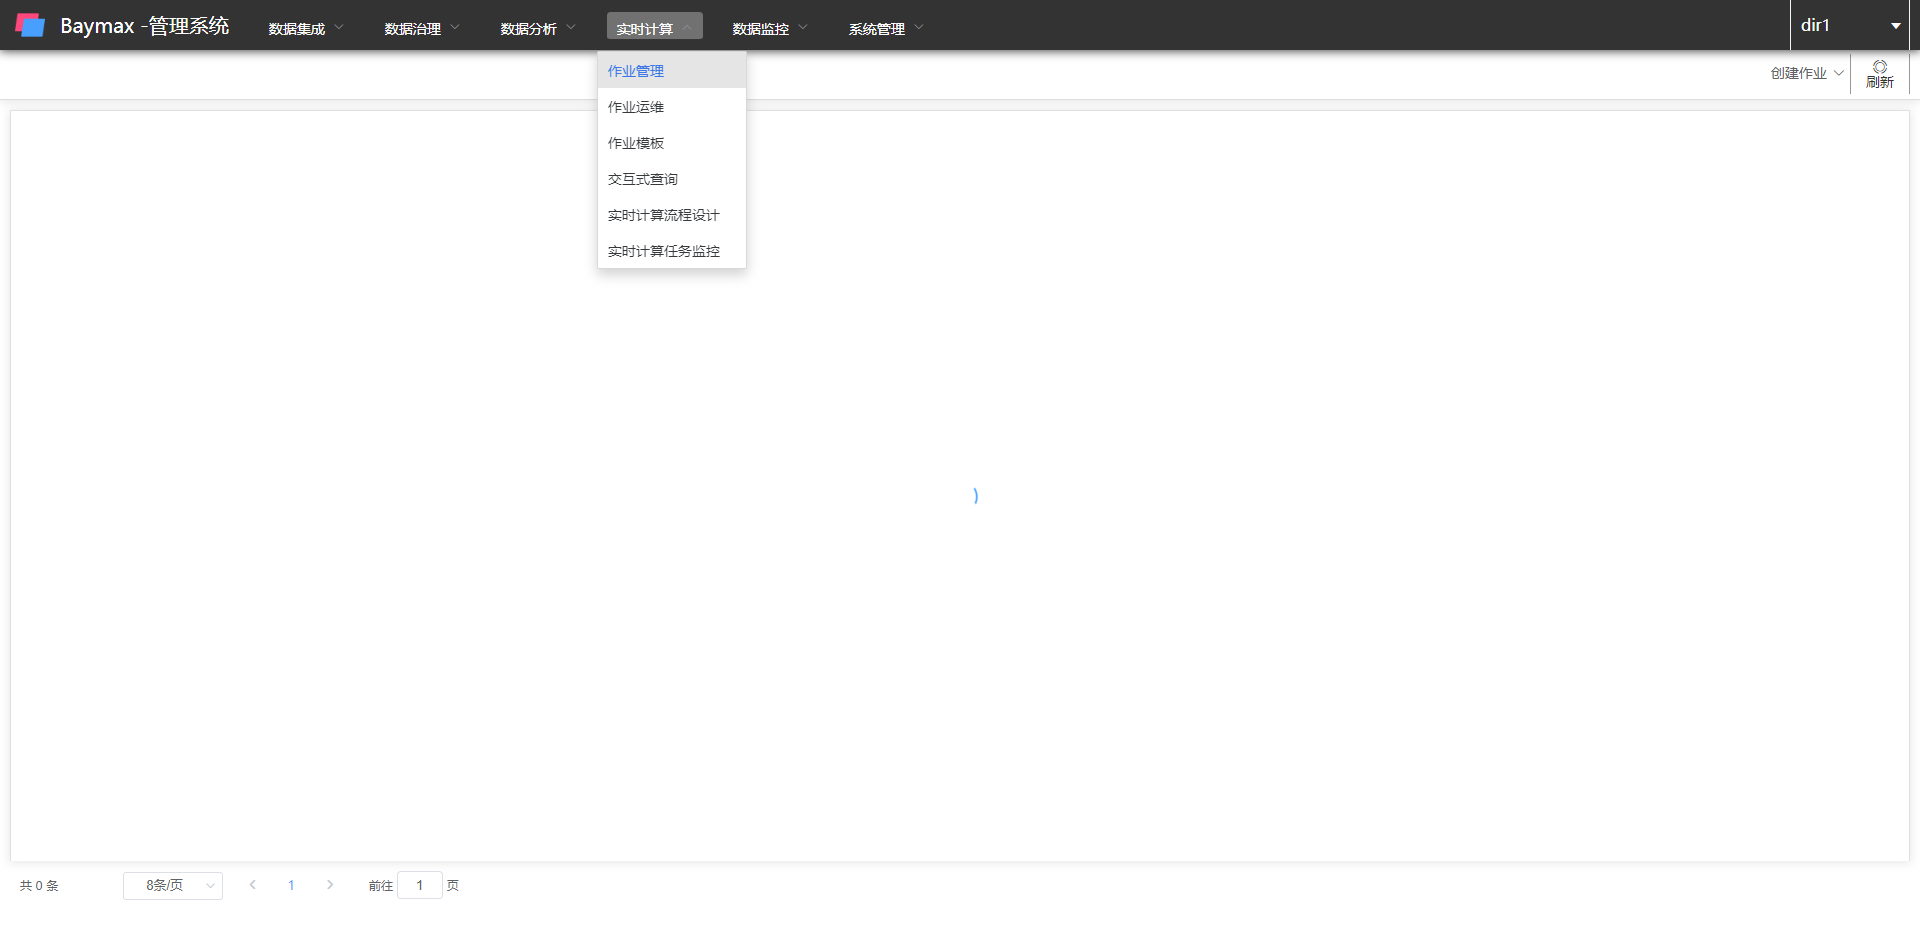 Baymax -管理系统 数据集成 数据治理 数据分析 实时计算 数据监控 系统管理 dir1
创建作业 刷新
作业管理
作业运维
作业模板
交互式查询
实时计算流程设计
实时计算任务监控
共 0 条 8条/页 1 前往 1 页